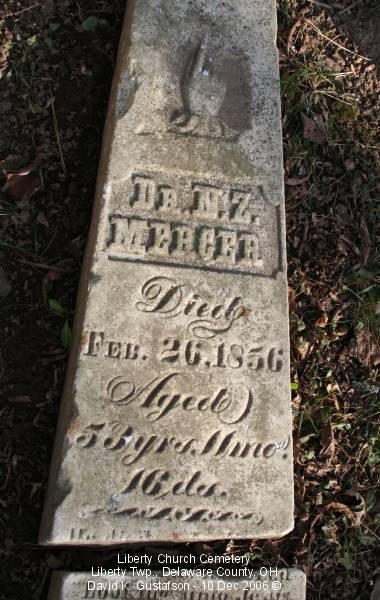 DR. N. Z.
MERCER.
Died
FEB. 26, 1856
Aged
53 yrs. 11 mo.
16 ds.
Liberty Church Cemetery
Liberty Twp., Delaware County, OH
David K. Gustafson - 10 Dec 2006 ©